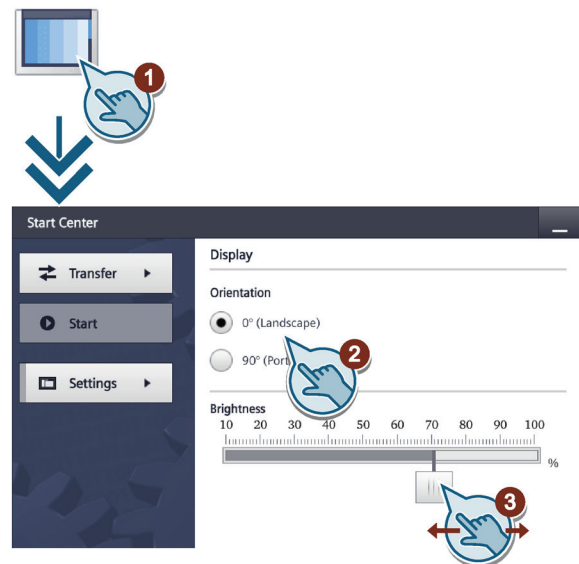 1
Start Center
Transfer
Start
Settings
Display
Orientation
0° (Landscape)
90° (Port
2
Brightness
10 20 30 40 50 60 70 80 90 100
%
3